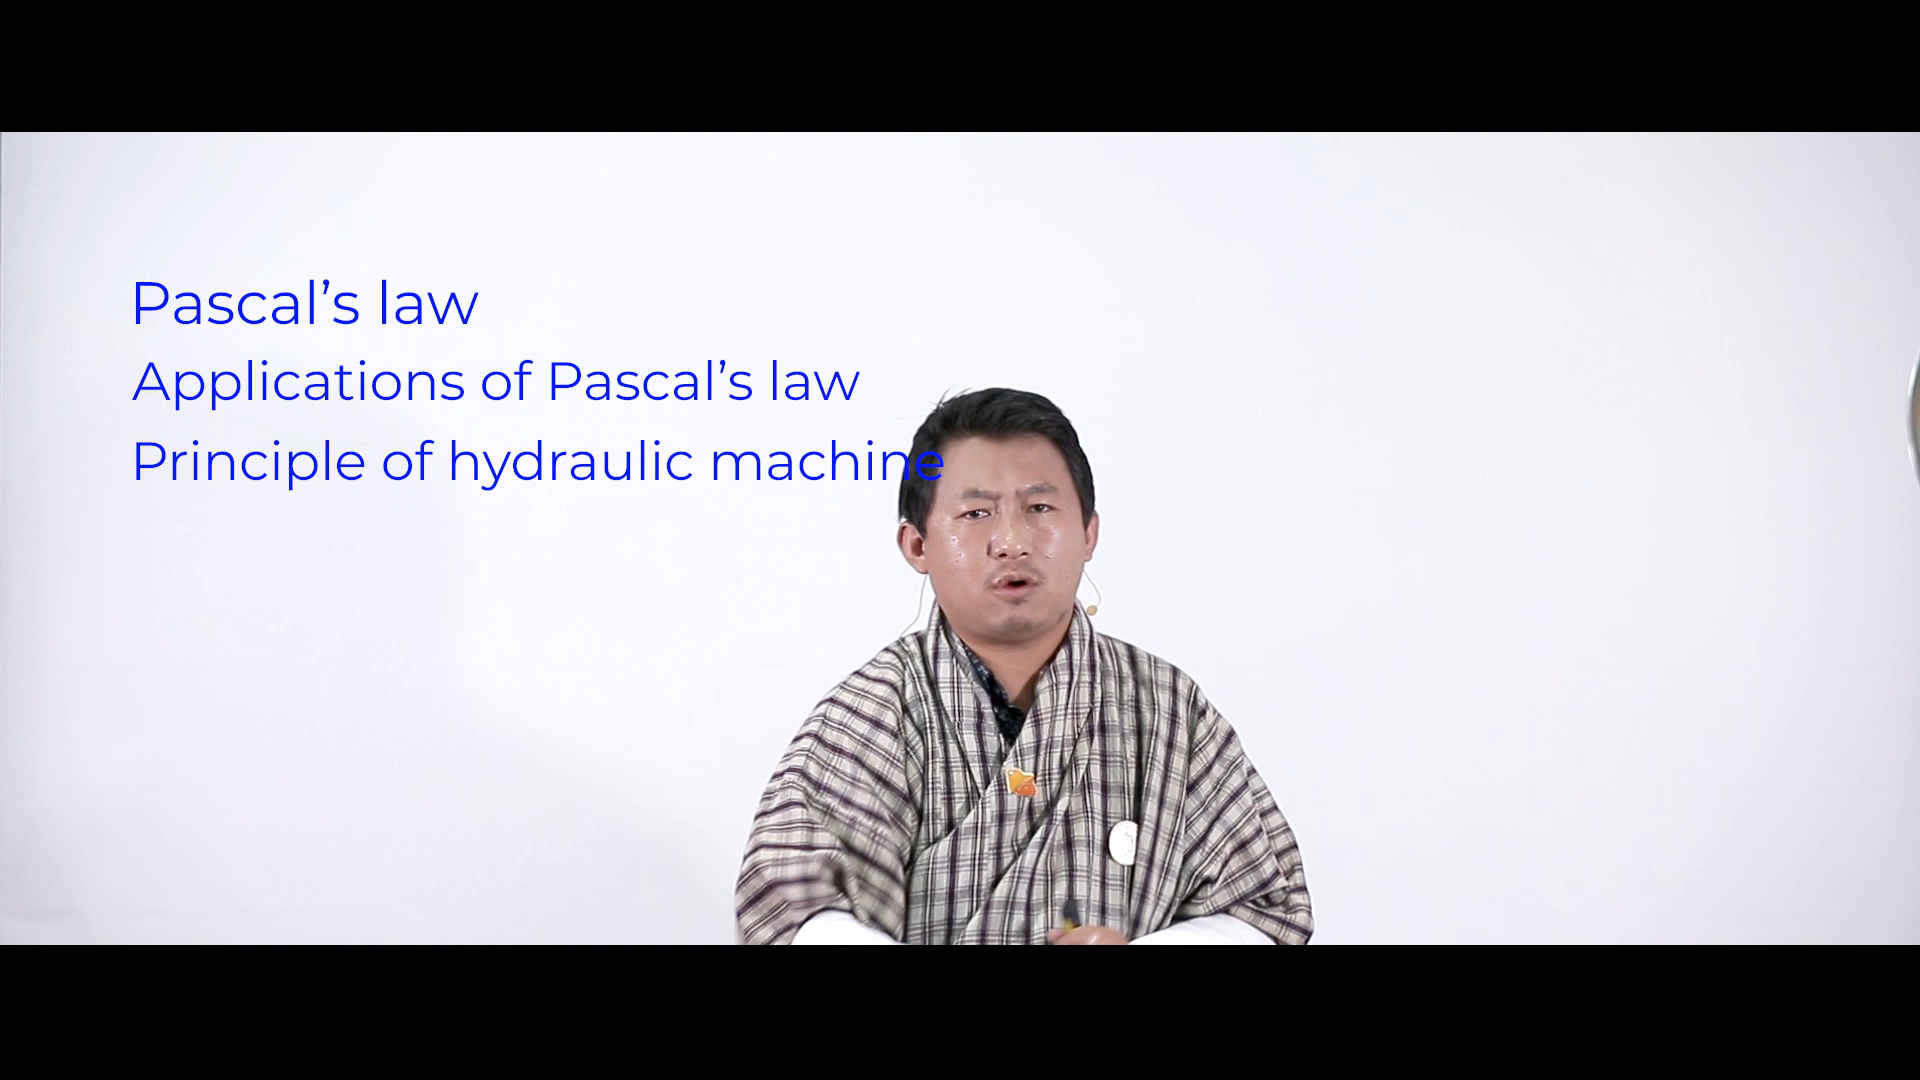 Pascal’s law
Applications of Pascal’s law
Principle of hydraulic machine